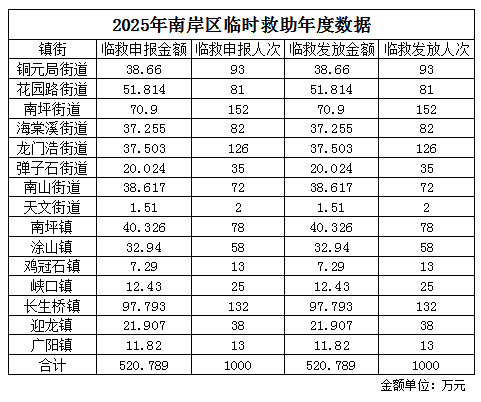 2025年南岸区临时救助年度数据
镇街 临救申报金额 临救申报人次 临救发放金额 临救发放人次
铜元局街道 38.66 93 38.66 93
花园路街道 51.814 81 51.814 81
南坪街道 70.9 152 70.9 152
海棠溪街道 37.255 82 37.255 82
龙门浩街道 37.503 126 37.503 126
弹子石街道 20.024 35 20.024 35
南山街道 38.617 72 38.617 72
天文街道 1.51 2 1.51 2
南坪镇 40.326 78 40.326 78
涂山镇 32.94 58 32.94 58
鸡冠石镇 7.29 13 7.29 13
峡口镇 12.43 25 12.43 25
长生桥镇 97.793 132 97.793 132
迎龙镇 21.907 38 21.907 38
广阳镇 11.82 13 11.82 13
合计 520.789 1000 520.789 1000
金额单位：万元